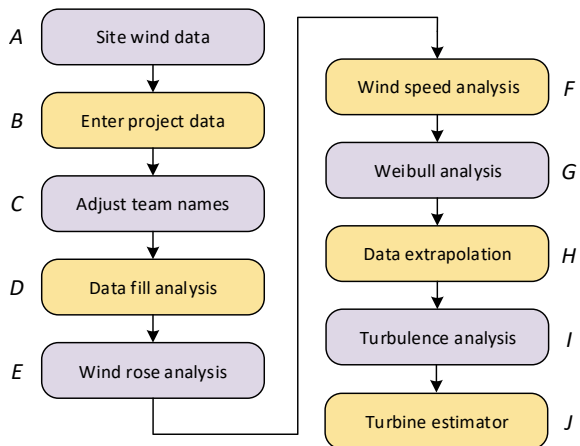 A
Site wind data
B
Enter project data
C
Adjust team names
D
Data fill analysis
E
Wind rose analysis
Wind speed analysis
F
Weibull analysis
G
Data extrapolation
H
Turbulence analysis
I
Turbine estimator
J